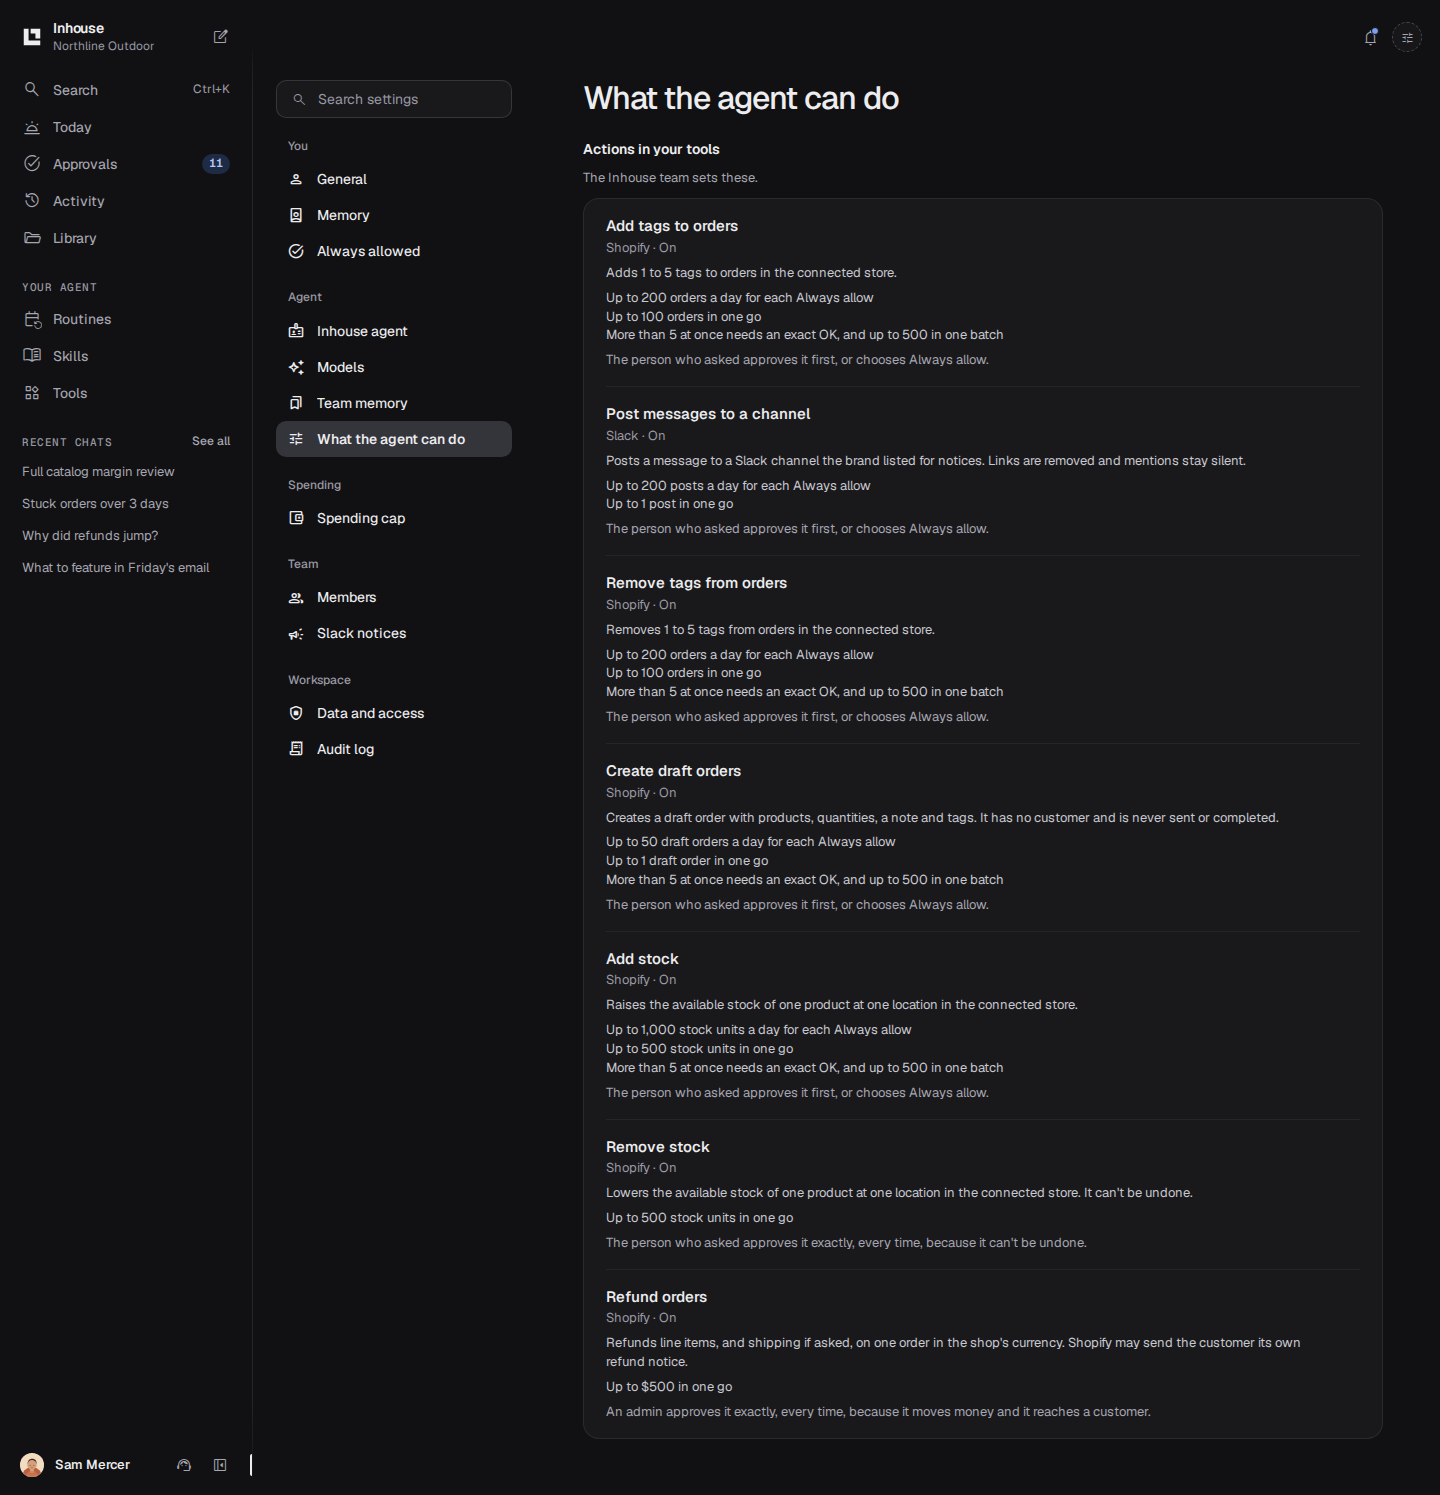 Inhouse
Northline Outdoor
Search Ctrl+K
Today
Approvals 11
Activity
Library
YOUR AGENT
Routines
Skills
Tools
RECENT CHATS See all
Full catalog margin review
Stuck orders over 3 days
Why did refunds jump?
What to feature in Friday's email
Sam Mercer
Search settings
You
General
Memory
Always allowed
Agent
Inhouse agent
Models
Team memory
What the agent can do
Spending
Spending cap
Team
Members
Slack notices
Workspace
Data and access
Audit log
What the agent can do
Actions in your tools
The Inhouse team sets these.
Add tags to orders
Shopify · On
Adds 1 to 5 tags to orders in the connected store.
Up to 200 orders a day for each Always allow
Up to 100 orders in one go
More than 5 at once needs an exact OK, and up to 500 in one batch
The person who asked approves it first, or chooses Always allow.
Post messages to a channel
Slack · On
Posts a message to a Slack channel the brand listed for notices. Links are removed and mentions stay silent.
Up to 200 posts a day for each Always allow
Up to 1 post in one go
The person who asked approves it first, or chooses Always allow.
Remove tags from orders
Shopify · On
Removes 1 to 5 tags from orders in the connected store.
Up to 200 orders a day for each Always allow
Up to 100 orders in one go
More than 5 at once needs an exact OK, and up to 500 in one batch
The person who asked approves it first, or chooses Always allow.
Create draft orders
Shopify · On
Creates a draft order with products, quantities, a note and tags. It has no customer and is never sent or completed.
Up to 50 draft orders a day for each Always allow
Up to 1 draft order in one go
More than 5 at once needs an exact OK, and up to 500 in one batch
The person who asked approves it first, or chooses Always allow.
Add stock
Shopify · On
Raises the available stock of one product at one location in the connected store.
Up to 1,000 stock units a day for each Always allow
Up to 500 stock units in one go
More than 5 at once needs an exact OK, and up to 500 in one batch
The person who asked approves it first, or chooses Always allow.
Remove stock
Shopify · On
Lowers the available stock of one product at one location in the connected store. It can't be undone.
Up to 500 stock units in one go
The person who asked approves it exactly, every time, because it can't be undone.
Refund orders
Shopify · On
Refunds line items, and shipping if asked, on one order in the shop's currency. Shopify may send the customer its own
refund notice.
Up to $500 in one go
An admin approves it exactly, every time, because it moves money and it reaches a customer.